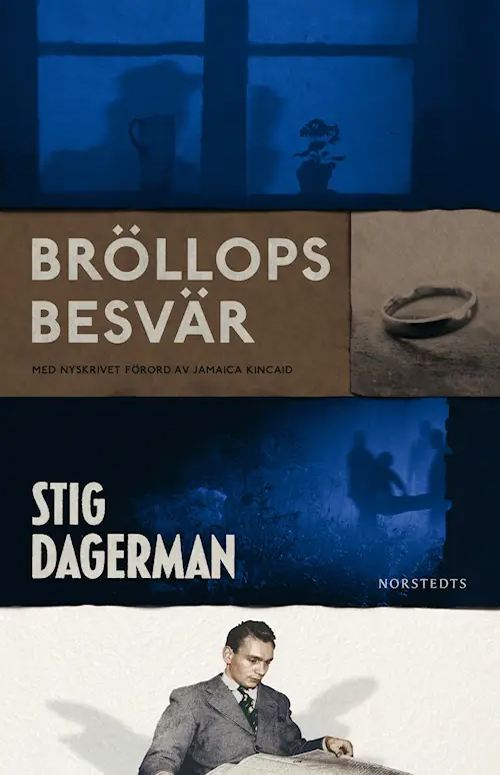 BRÖLLOPS
BESVÄR
MED NYSKRIVET FÖRORD AV JAMAICA KINCAID
STIG
DAGERMAN
NORSTEDTS